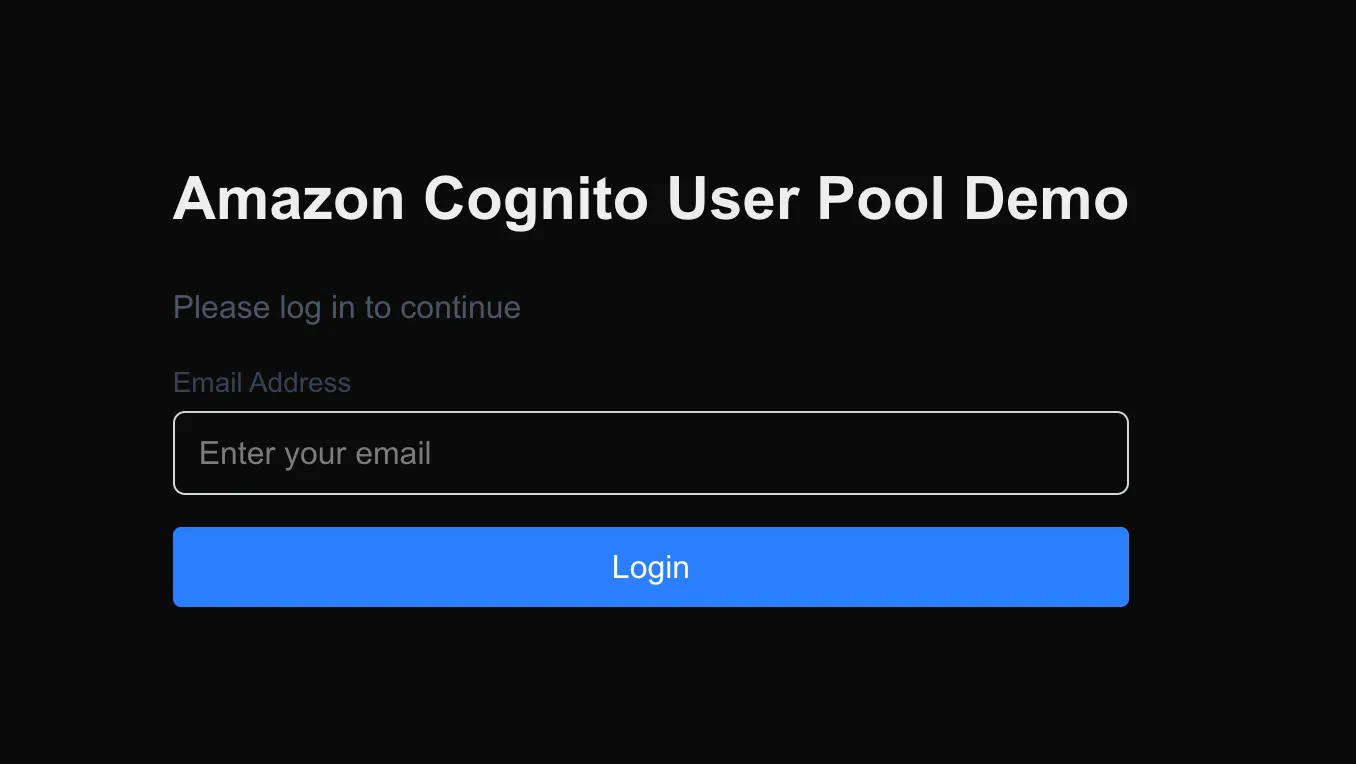 Amazon Cognito User Pool Demo
Please log in to continue
Email Address
Enter your email
Login